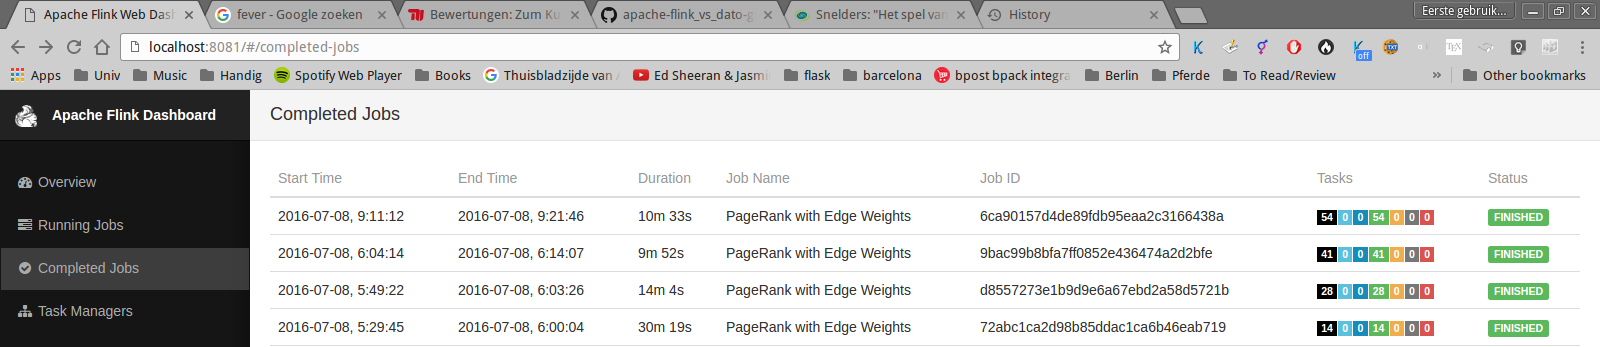 Apache Flink Web Das
fever - Google zoeken
Bewertungen: Zum Ku
apache-flink_vs_dato-g
Snelders: "Het spel van
History
Eerste gebruik...
localhost:8081/#/completed-jobs
off
Apps
Univ
Music
Handig
Spotify Web Player
Books
Thuisbladzijde van
Ed Sheeran & Jasmi
flask
barcelona
bpost bpack integra
Berlin
Pferde
To Read/Review
»
Other bookmarks
Apache Flink Dashboard
Completed Jobs
Overview
Running Jobs
Completed Jobs
Task Managers
Start Time End Time Duration Job Name Job ID Tasks Status
2016-07-08, 9:11:12 2016-07-08, 9:21:46 10m 33s PageRank with Edge Weights 6ca90157d4de89fdb95eaa2c3166438a 54 0 0 54 0 0 0 FINISHED
2016-07-08, 6:04:14 2016-07-08, 6:14:07 9m 52s PageRank with Edge Weights 9bac99b8bfa7ff0852e436474a2d2bfe 41 0 0 41 0 0 0 FINISHED
2016-07-08, 5:49:22 2016-07-08, 6:03:26 14m 4s PageRank with Edge Weights d8557273e1b9d9e6a67ebd2a58d5721b 28 0 0 28 0 0 0 FINISHED
2016-07-08, 5:29:45 2016-07-08, 6:00:04 30m 19s PageRank with Edge Weights 72abc1ca2d98b85ddac1ca6b46eab719 14 0 0 14 0 0 0 FINISHED